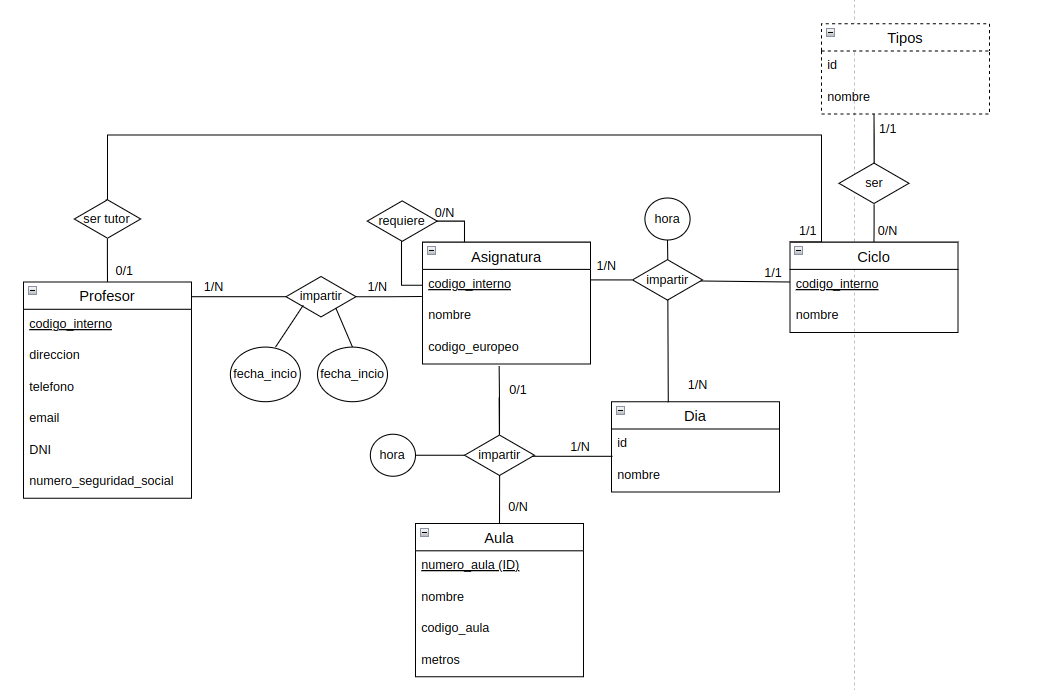 Tipos
id
nombre
1/1
ser
0/N
ser tutor
0/1
1/1
requiere
0/N
hora
Profesor
codigo_interno
direccion
telefono
email
DNI
numero_seguridad_social
1/N
impartir
1/N
fecha_incio
fecha_incio
Asignatura
codigo_interno
nombre
codigo_europeo
1/N
impartir
1/1
Ciclo
codigo_interno
nombre
1/N
Dia
id
nombre
0/1
hora
impartir
1/N
0/N
Aula
numero_aula (ID)
nombre
codigo_aula
metros